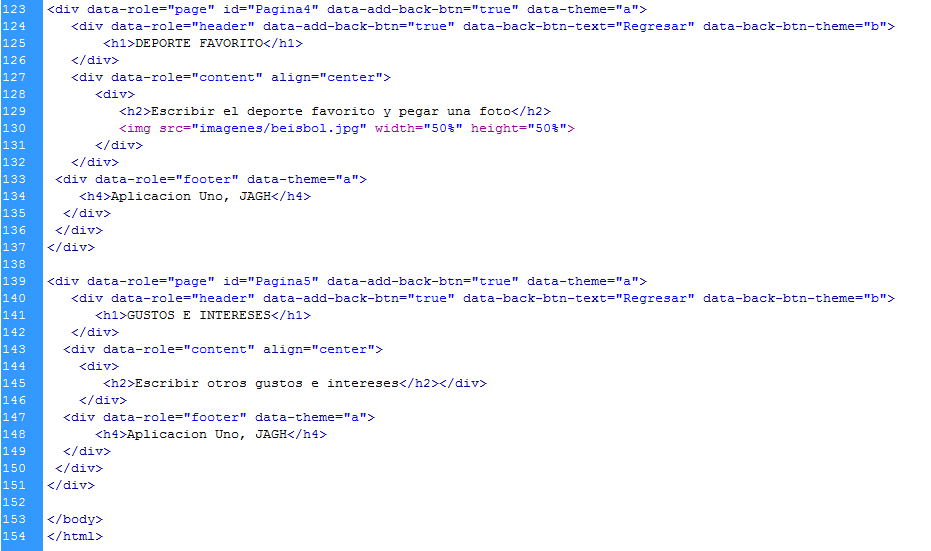 123 <div data-role="page" id="Pagina4" data-add-back-btn="true" data-theme="a">
124 <div data-role="header" data-add-back-btn="true" data-back-btn-text="Regresar" data-back-btn-theme="b">
125 <h1>DEPORTE FAVORITO</h1>
126 </div>
127 <div data-role="content" align="center">
128 <div>
129 <h2>Escribir el deporte favorito y pegar una foto</h2>
130 <img src="imagenes/beisbol.jpg" width="50%" height="50%">
131 </div>
132 </div>
133 <div data-role="footer" data-theme="a">
134 <h4>Aplicacion Uno, JAGH</h4>
135 </div>
136 </div>
137 </div>
138
139 <div data-role="page" id="Pagina5" data-add-back-btn="true" data-theme="a">
140 <div data-role="header" data-add-back-btn="true" data-back-btn-text="Regresar" data-back-btn-theme="b">
141 <h1>GUSTOS E INTERESES</h1>
142 </div>
143 <div data-role="content" align="center">
144 <div>
145 <h2>Escribir otros gustos e intereses</h2></div>
146 </div>
147 <div data-role="footer" data-theme="a">
148 <h4>Aplicacion Uno, JAGH</h4>
149 </div>
150 </div>
151 </div>
152
153 </body>
154 </html>